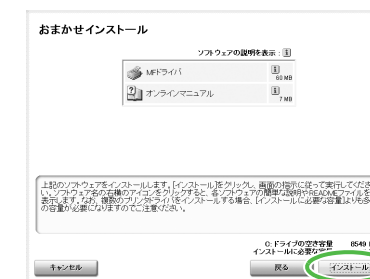 おまかせインストール
ソフトウェアの説明を表示：
MFドライバ
60 MB
オンラインマニュアル
7 MB
上記のソフトウェアをインストールします。[インストール]をクリックし、画面の指示に従って実行してくださ
い。ソフトウェア名の右横のアイコンをクリックすると、各ソフトウェアの簡単な説明やREADMEファイルを
表示します。なお、複数のプリンタドライバをインストールする場合、[インストールに必要な容量]よりも多
の容量が必要になりますのでご注意ください。
C: ドライブの空き容量 8549
インストールに必要な容量
キャンセル 戻る インストール